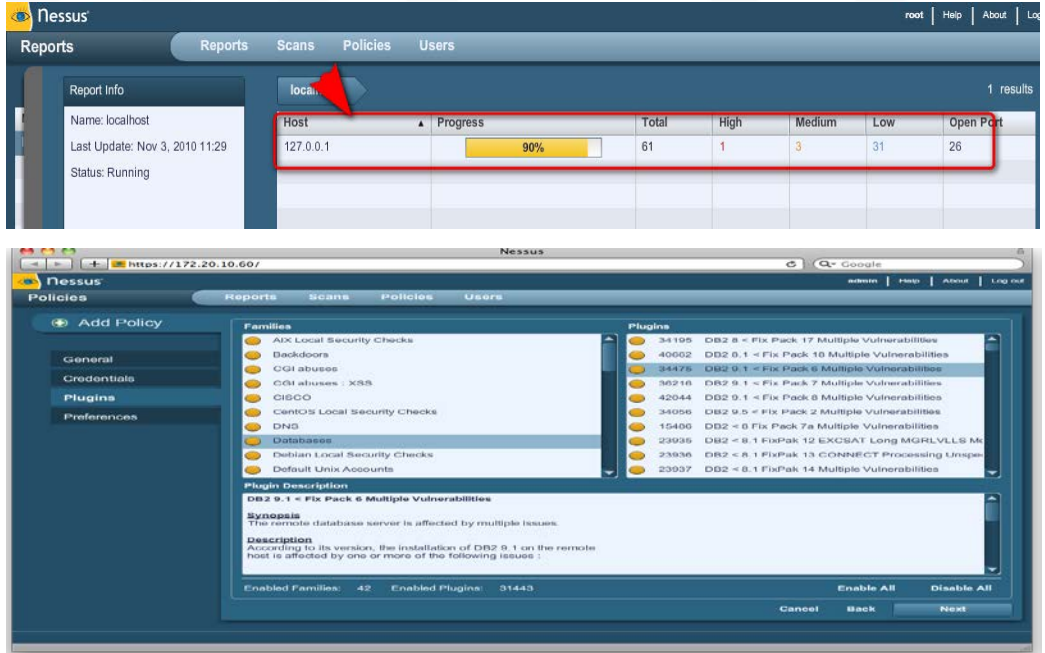 Nessus
root Help About Log
Reports
Reports Scans Policies Users
Report Info
Name: localhost
Last Update: Nov 3, 2010 11:29
Status: Running
1 results
Host Progress Total High Medium Low Open Port
127.0.0.1 90% 61 1 3 31 26
Nessus
https://172.20.10.60/ Google
Nessus
admin Help About Log out
Policies
Reports Scans Policies Users
Add Policy
General
Credentials
Plugins
Preferences
Families
AIX Local Security Checks
Backdoors
CGI abuses
CGI abuses : XSS
CISCO
CentOS Local Security Checks
DNS
Databases
Debian Local Security Checks
Default Unix Accounts
Plugins
34195 DB2 8 < Fix Pack 17 Multiple Vulnerabilities
40662 DB2 8.1 < Fix Pack 18 Multiple Vulnerabilities
34475 DB2 9.1 < Fix Pack 6 Multiple Vulnerabilities
36216 DB2 9.1 < Fix Pack 7 Multiple Vulnerabilities
42044 DB2 9.1 < Fix Pack 8 Multiple Vulnerabilities
34056 DB2 9.5 < Fix Pack 2 Multiple Vulnerabilities
15486 DB2 < 8 Fix Pack 7a Multiple Vulnerabilities
23935 DB2 < 8.1 FixPak 12 EXCSAT Long MGRLVLLS
23936 DB2 < 8.1 FixPak 13 CONNECT Processing
23937 DB2 < 8.1 FixPak 14 Multiple Vulnerabilities
Plugin Description
DB2 9.1 < Fix Pack 6 Multiple Vulnerabilities
Synopsis
The remote database server is affected by multiple issues.
Description
According to its version, the installation of DB2 9.1 on the remote
host is affected by one or more of the following issues :
Enabled Families: 42 Enabled Plugins: 31443
Enable All Disable All
Cancel Back Next